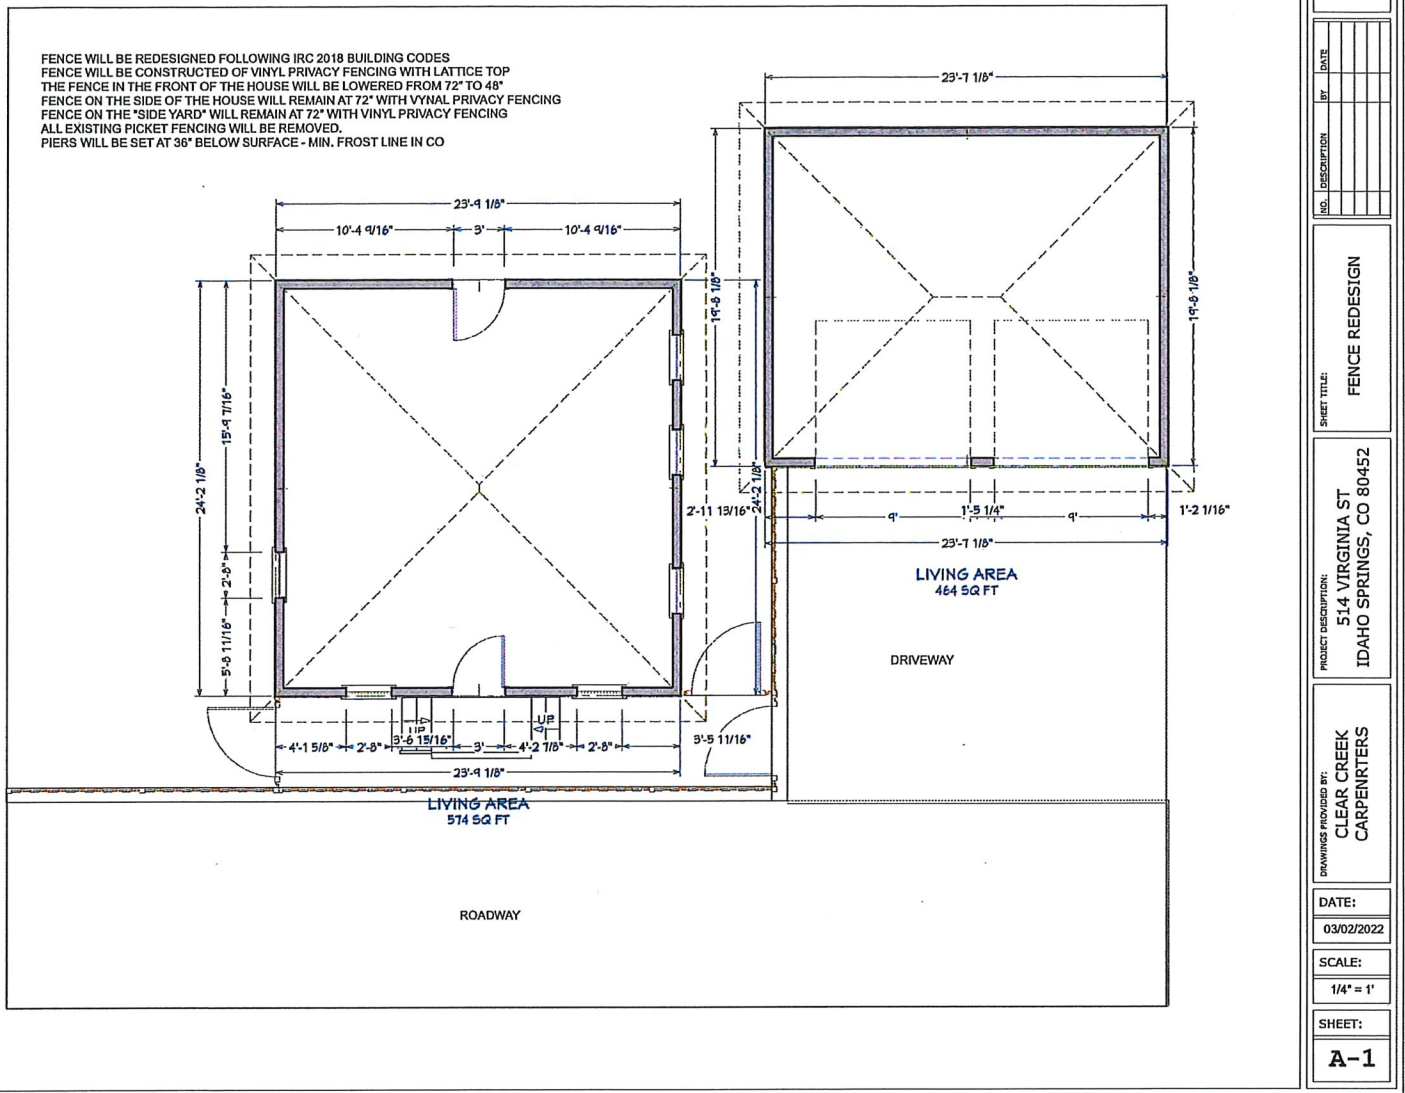 FENCE WILL BE REDESIGNED FOLLOWING IRC 2018 BUILDING CODES
FENCE WILL BE CONSTRUCTED OF VINYL PRIVACY FENCING WITH LATTICE TOP
THE FENCE IN THE FRONT OF THE HOUSE WILL BE LOWERED FROM 72" TO 48"
FENCE ON THE SIDE OF THE HOUSE WILL REMAIN AT 72" WITH VYNAL PRIVACY FENCING
FENCE ON THE "SIDE YARD" WILL REMAIN AT 72" WITH VINYL PRIVACY FENCING
ALL EXISTING PICKET FENCING WILL BE REMOVED.
PIERS WILL BE SET AT 36" BELOW SURFACE - MIN. FROST LINE IN CO
23'-7 1/8"
23'-9 1/8"
10'-4 9/16"
3'
10'-4 9/16"
19'-8 1/8"
19'-8 1/8"
15'-9 7/16"
24'-2 1/8"
2'-8"
5'-8 11/16"
24'-2 1/8"
2'-11 13/16"
9'
1'-5 1/4"
9'
1'-2 1/16"
23'-7 1/8"
LIVING AREA
464 SQ FT
DRIVEWAY
UP
UP
4'-1 5/8"
2'-8"
3'-6 15/16"
3'
4'-2 7/8"
2'-8"
3'-5 11/16"
23'-9 1/8"
LIVING AREA
574 SQ FT
ROADWAY
NO.
DESCRIPTION
BY
DATE
SHEET TITLE:
FENCE REDESIGN
PROJECT DESCRIPTION:
514 VIRGINIA ST
IDAHO SPRINGS, CO 80452
DRAWINGS PROVIDED BY:
CLEAR CREEK
CARPENRTERS
DATE:
03/02/2022
SCALE:
1/4" = 1'
SHEET:
A-1